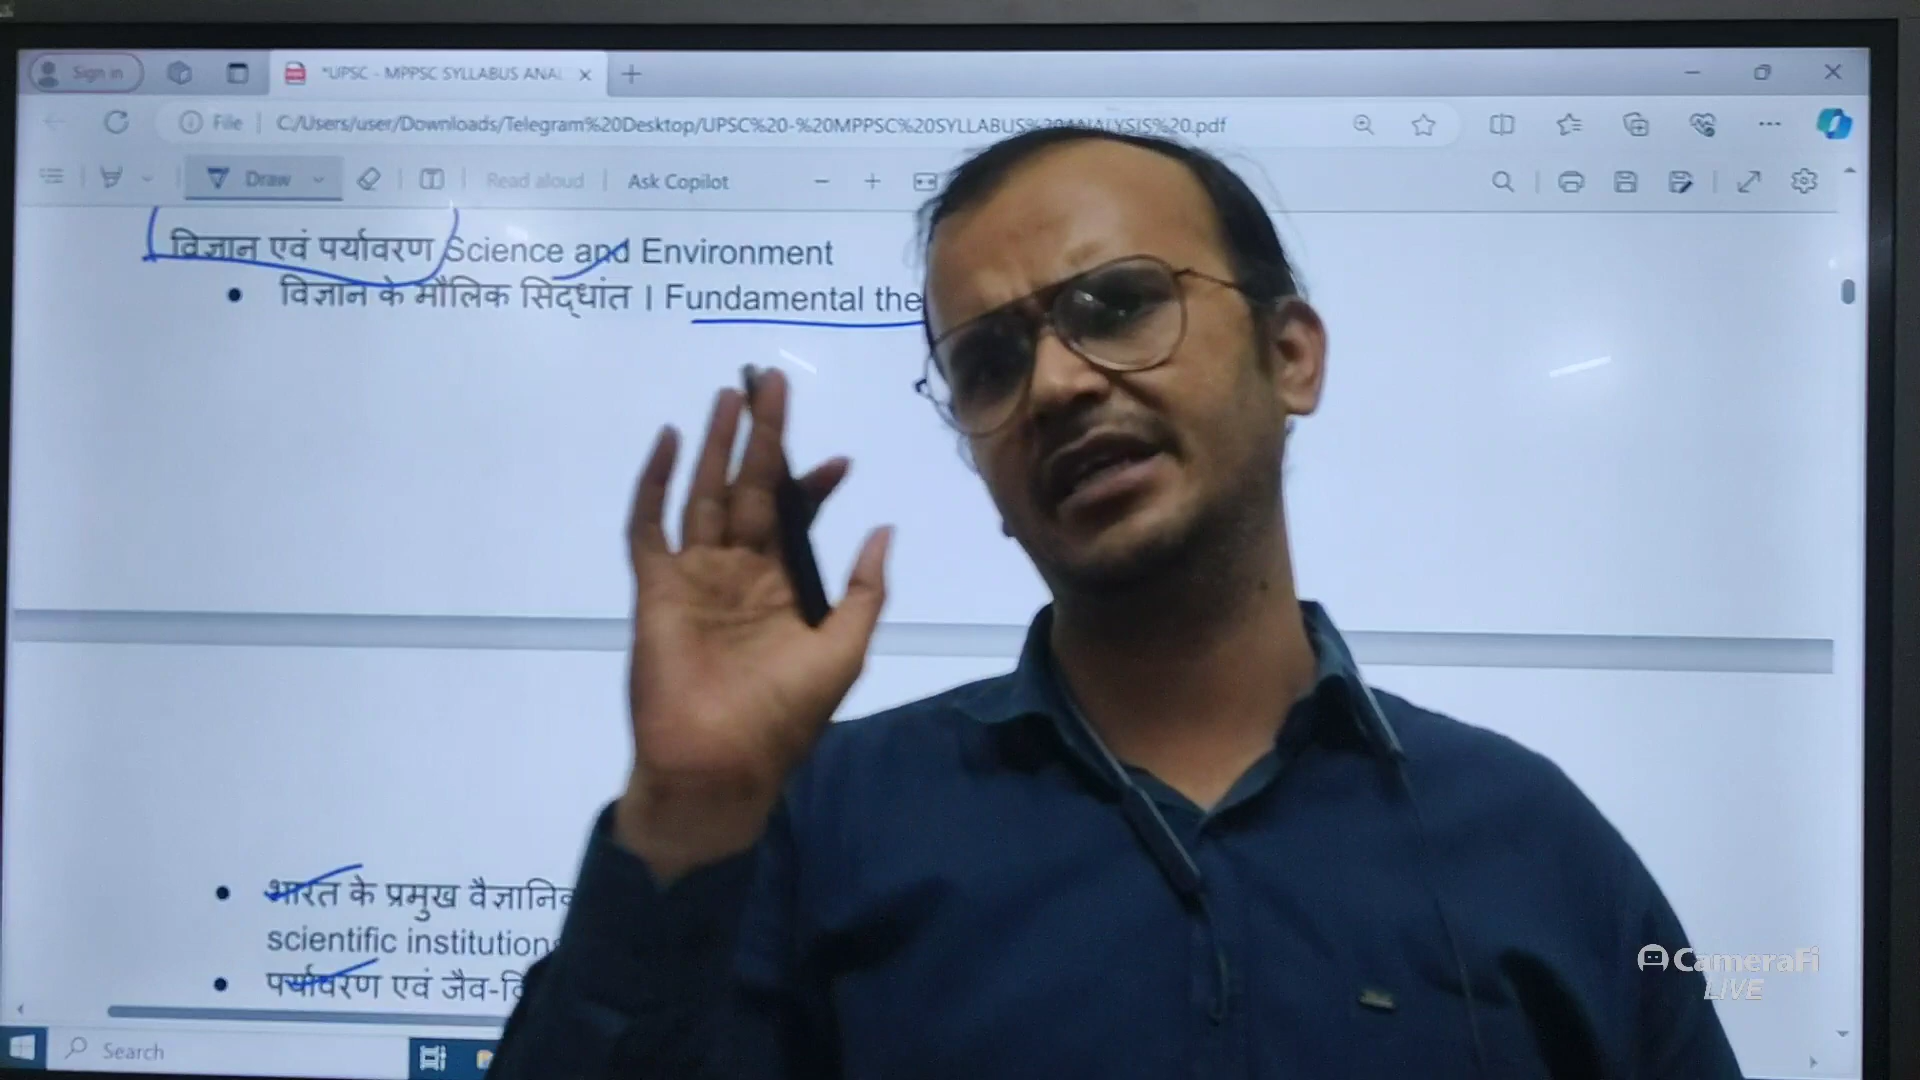 Sign in
*UPSC - MPPSC SYLLABUS ANAL
File
C:/Users/user/Downloads/Telegram%20Desktop/UPSC%20-%20MPPSC%20SYLLABUS%20ANALYSIS%20.pdf
Draw
Read aloud
Ask Copilot
विज्ञान एवं पर्यावरण Science and Environment
• विज्ञान के मौलिक सिद्धांत । Fundamental the
• भारत के प्रमुख वैज्ञानिक
scientific institutions
• पर्यावरण एवं जैव-वि
Search
CameraFi
LIVE